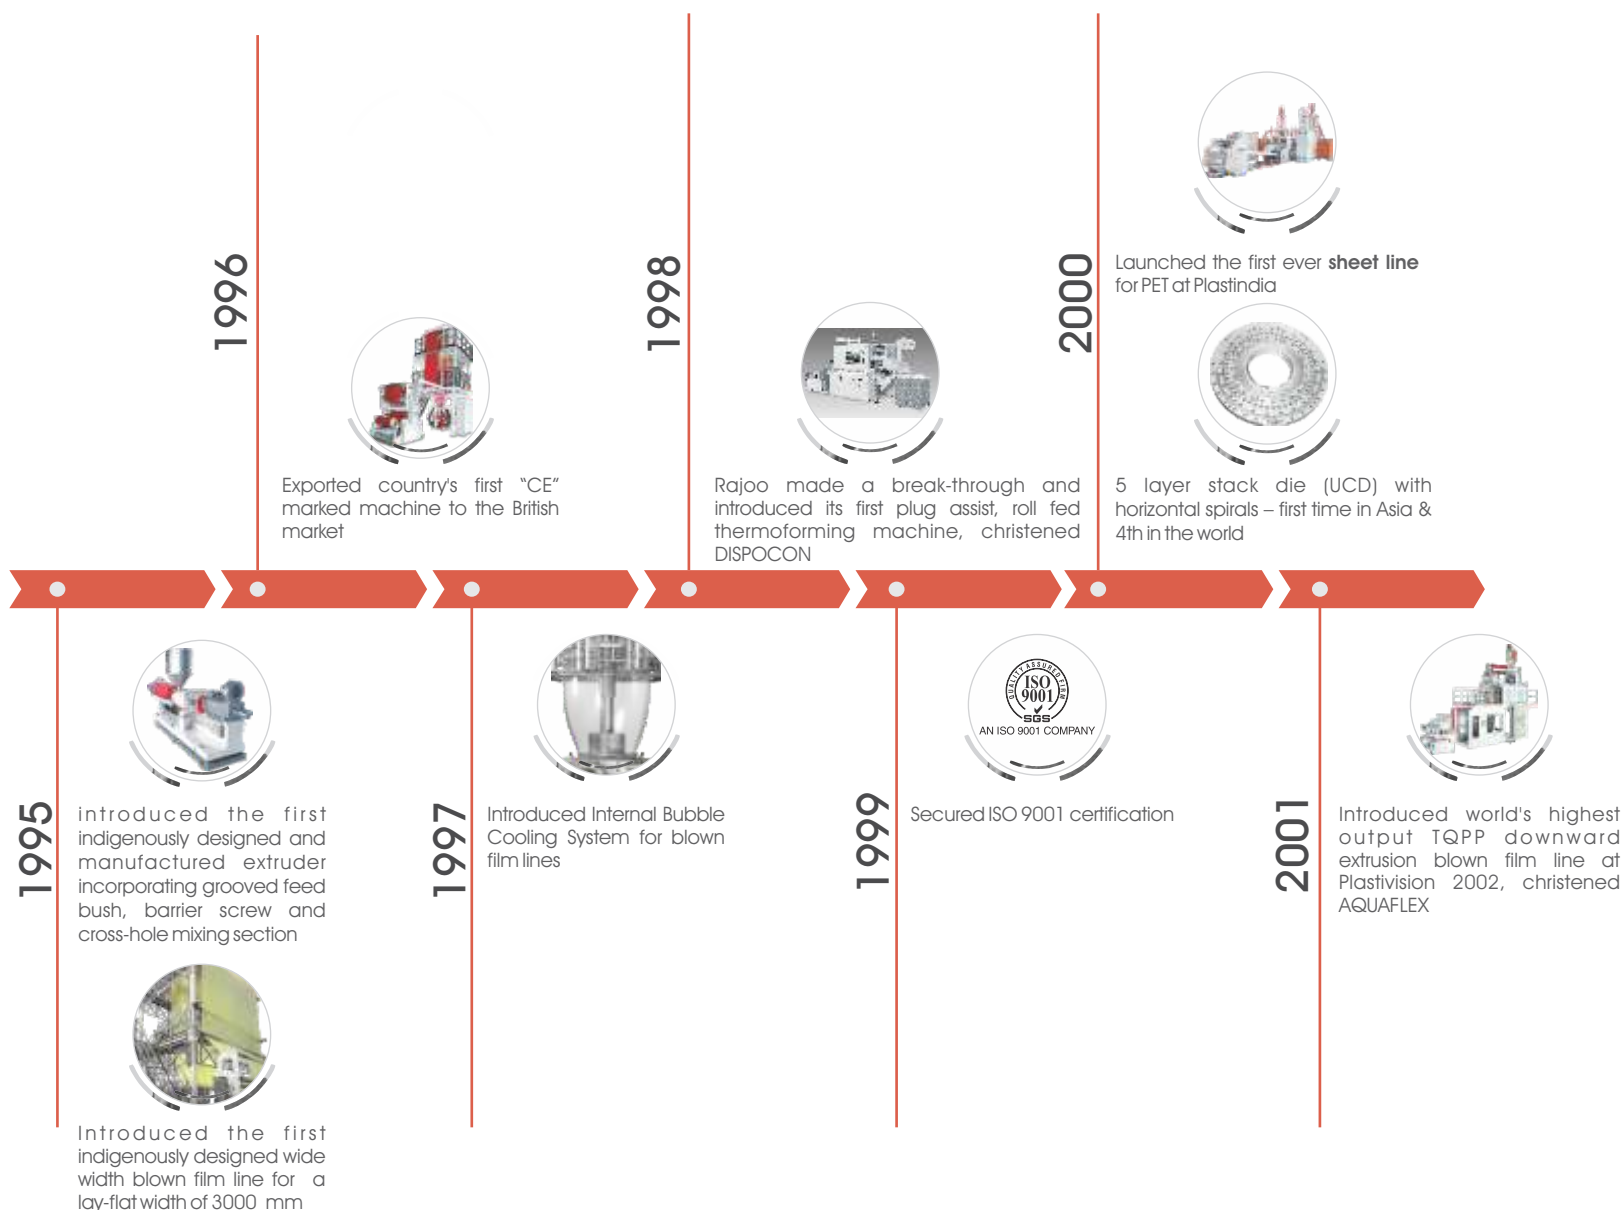 1996
Exported country's first “CE”
marked machine to the British
market
1998
Rajoo made a break-through and
introduced its first plug assist, roll fed
thermoforming machine, christened
DISPOCON
2000
Launched the first ever sheet line
for PET at Plastindia
5 layer stack die (UCD) with
horizontal spirals – first time in Asia &
4th in the world
1995
introduced the first
indigenously designed and
manufactured extruder
incorporating grooved feed
bush, barrier screw and
cross-hole mixing section
Introduced the first
indigenously designed wide
width blown film line for a
lay-flat width of 3000 mm
1997
Introduced Internal Bubble
Cooling System for blown
film lines
1999
QUALITY ASSURED FIRM
ISO
9001
SGS
AN ISO 9001 COMPANY
Secured ISO 9001 certification
2001
Introduced world's highest
output TQPP downward
extrusion blown film line at
Plastivision 2002, christened
AQUAFLEX